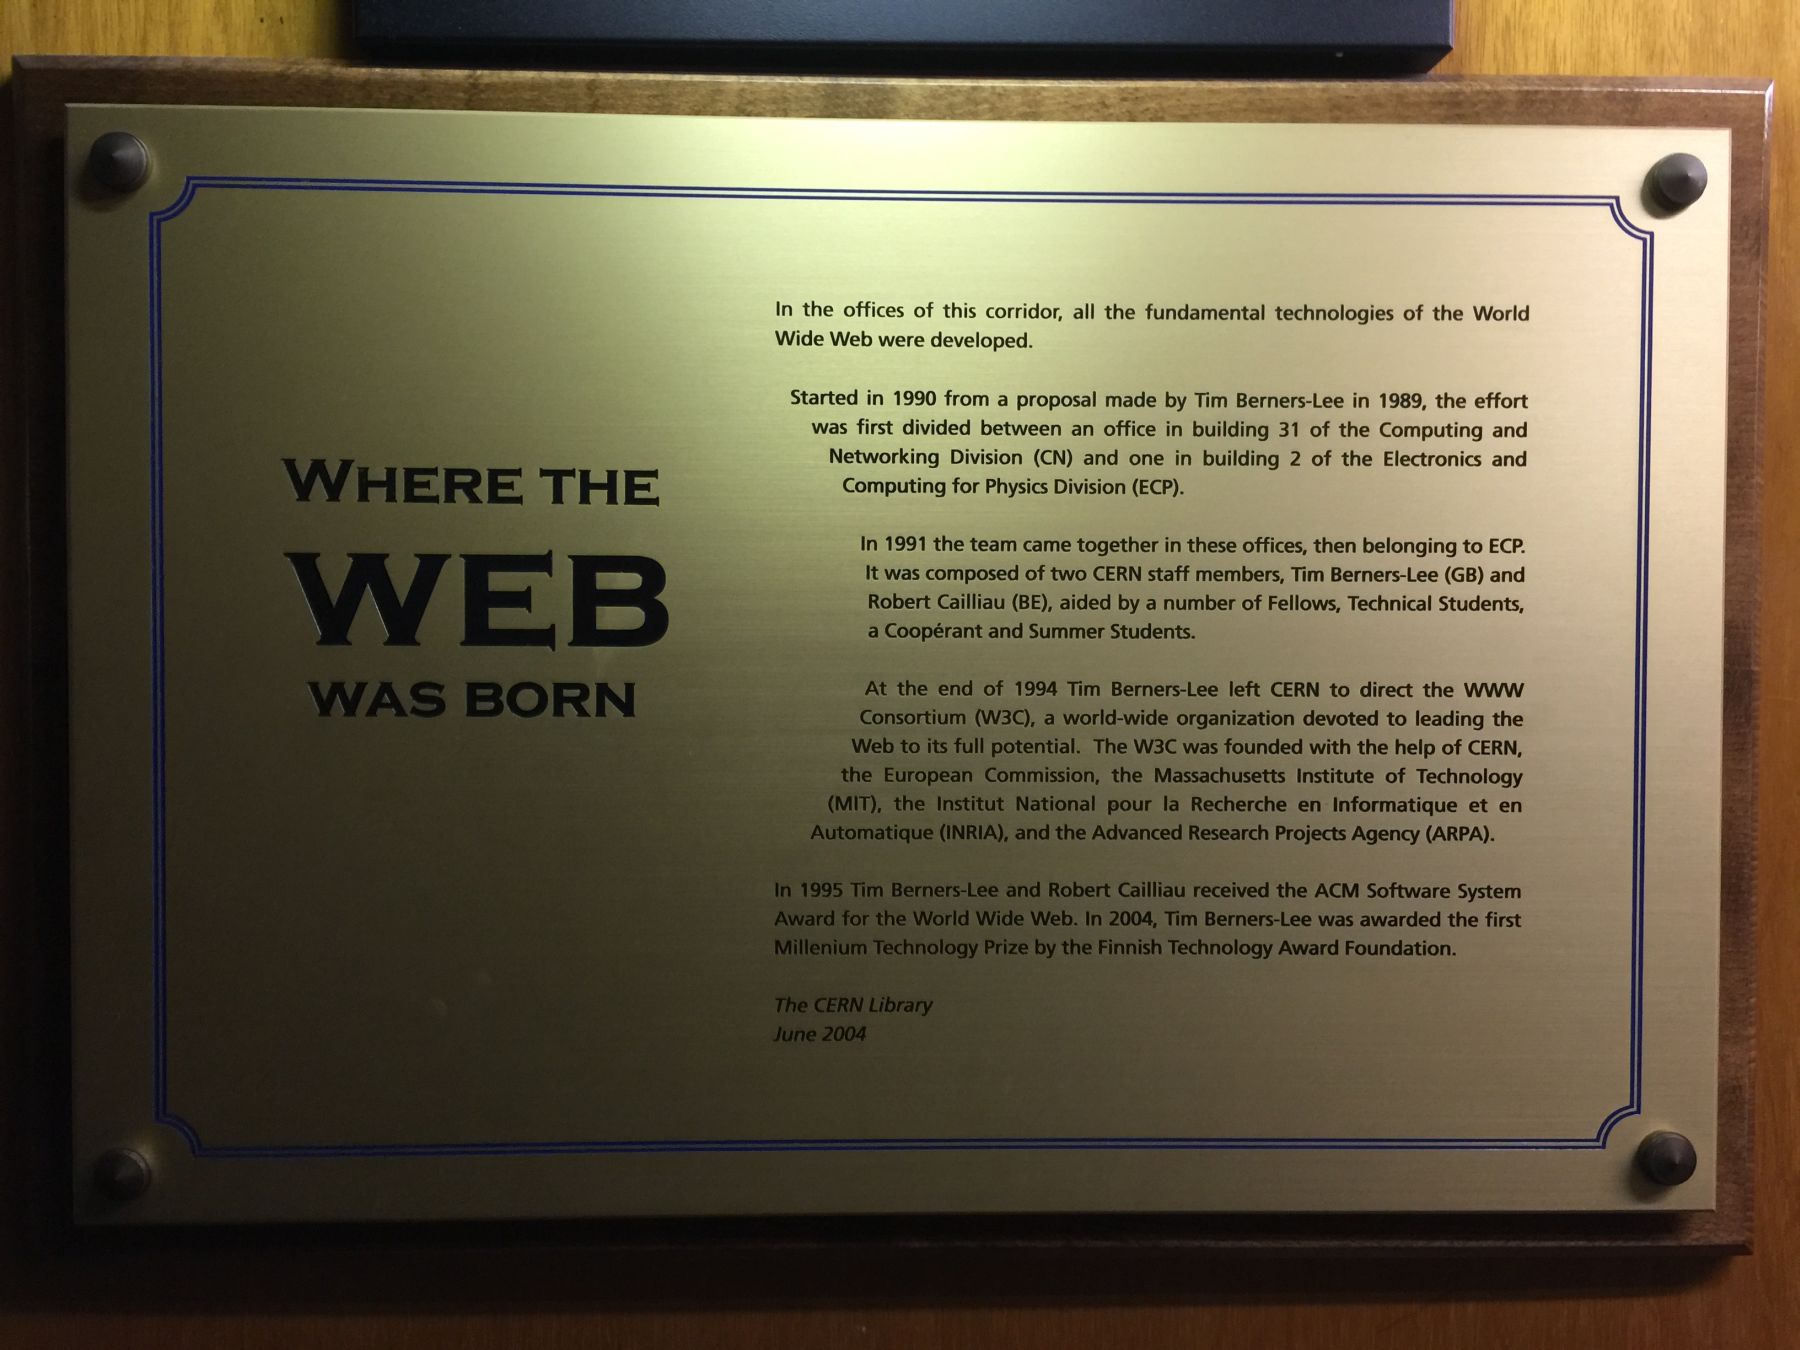 WHERE THE
WEB
WAS BORN
In the offices of this corridor, all the fundamental technologies of the World
Wide Web were developed.
Started in 1990 from a proposal made by Tim Berners-Lee in 1989, the effort
was first divided between an office in building 31 of the Computing and
Networking Division (CN) and one in building 2 of the Electronics and
Computing for Physics Division (ECP).
In 1991 the team came together in these offices, then belonging to ECP.
It was composed of two CERN staff members, Tim Berners-Lee (GB) and
Robert Cailliau (BE), aided by a number of Fellows, Technical Students,
a Coopérant and Summer Students.
At the end of 1994 Tim Berners-Lee left CERN to direct the WWW
Consortium (W3C), a world-wide organization devoted to leading the
Web to its full potential. The W3C was founded with the help of CERN,
the European Commission, the Massachusetts Institute of Technology
(MIT), the Institut National pour la Recherche en Informatique et en
Automatique (INRIA), and the Advanced Research Projects Agency (ARPA).
In 1995 Tim Berners-Lee and Robert Cailliau received the ACM Software System
Award for the World Wide Web. In 2004, Tim Berners-Lee was awarded the first
Millenium Technology Prize by the Finnish Technology Award Foundation.
The CERN Library
June 2004